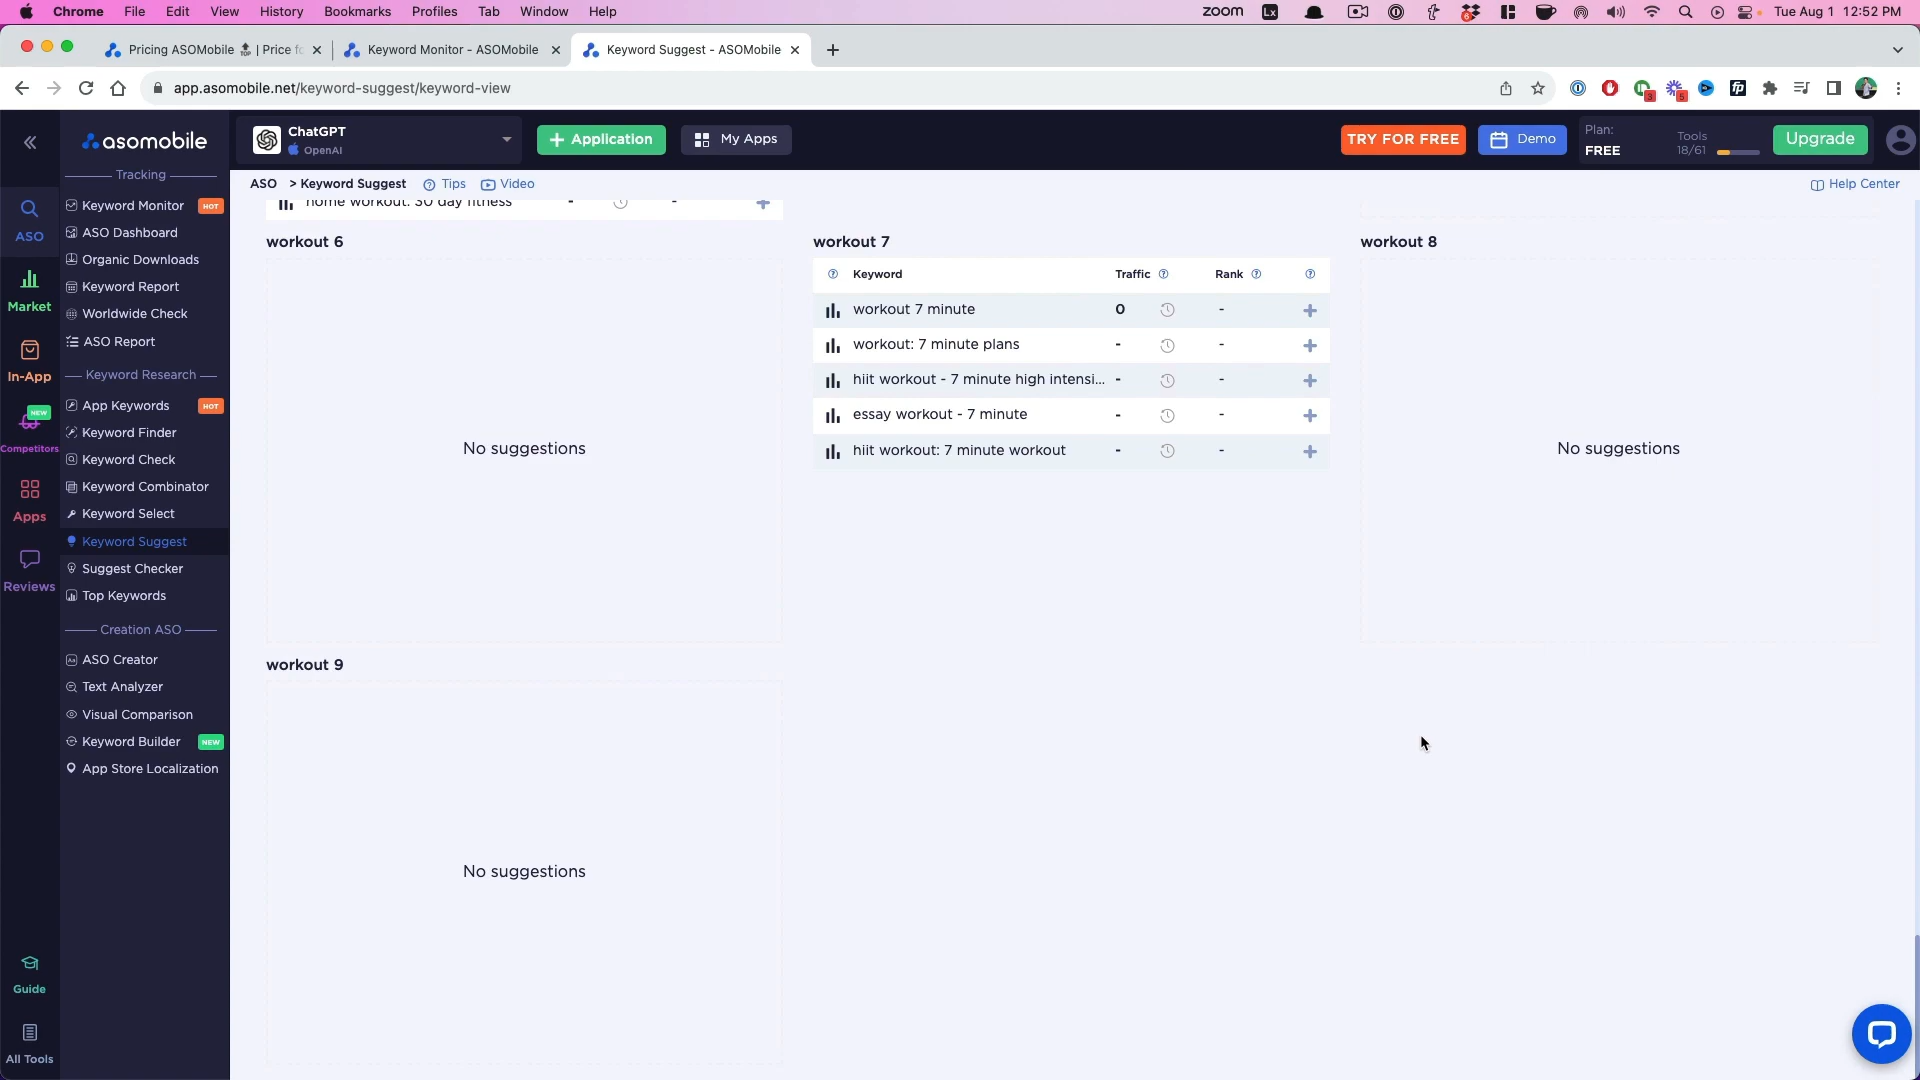 Chrome File Edit View History Bookmarks Profiles Tab Window Help zoom Lx 6 Tue Aug 1 12:52 PM
Pricing ASOMobile | Price fo Keyword Monitor - ASOMobile Keyword Suggest - ASOMobile
app.asomobile.net/keyword-suggest/keyword-view fp 3 5
asomobile ChatGPT OpenAI + Application My Apps TRY FOR FREE Demo Plan: FREE Tools 18/61 Upgrade
ASO > Keyword Suggest Tips Video Help Center
Tracking
Keyword Monitor HOT
ASO Dashboard
Organic Downloads
Keyword Report
Worldwide Check
ASO Report
Keyword Research
App Keywords HOT
Keyword Finder
Keyword Check
Keyword Combinator
Keyword Select
Keyword Suggest
Suggest Checker
Top Keywords
Creation ASO
ASO Creator
Text Analyzer
Visual Comparison
Keyword Builder NEW
App Store Localization
ASO
Market
In-App
NEW
Competitors
Apps
Reviews
Guide
All Tools
home workout: 30 day fitness - -
workout 6
No suggestions
workout 7
Keyword Traffic Rank
workout 7 minute 0 -
workout: 7 minute plans - -
hiit workout - 7 minute high intensi... - -
essay workout - 7 minute - -
hiit workout: 7 minute workout - -
workout 8
No suggestions
workout 9
No suggestions